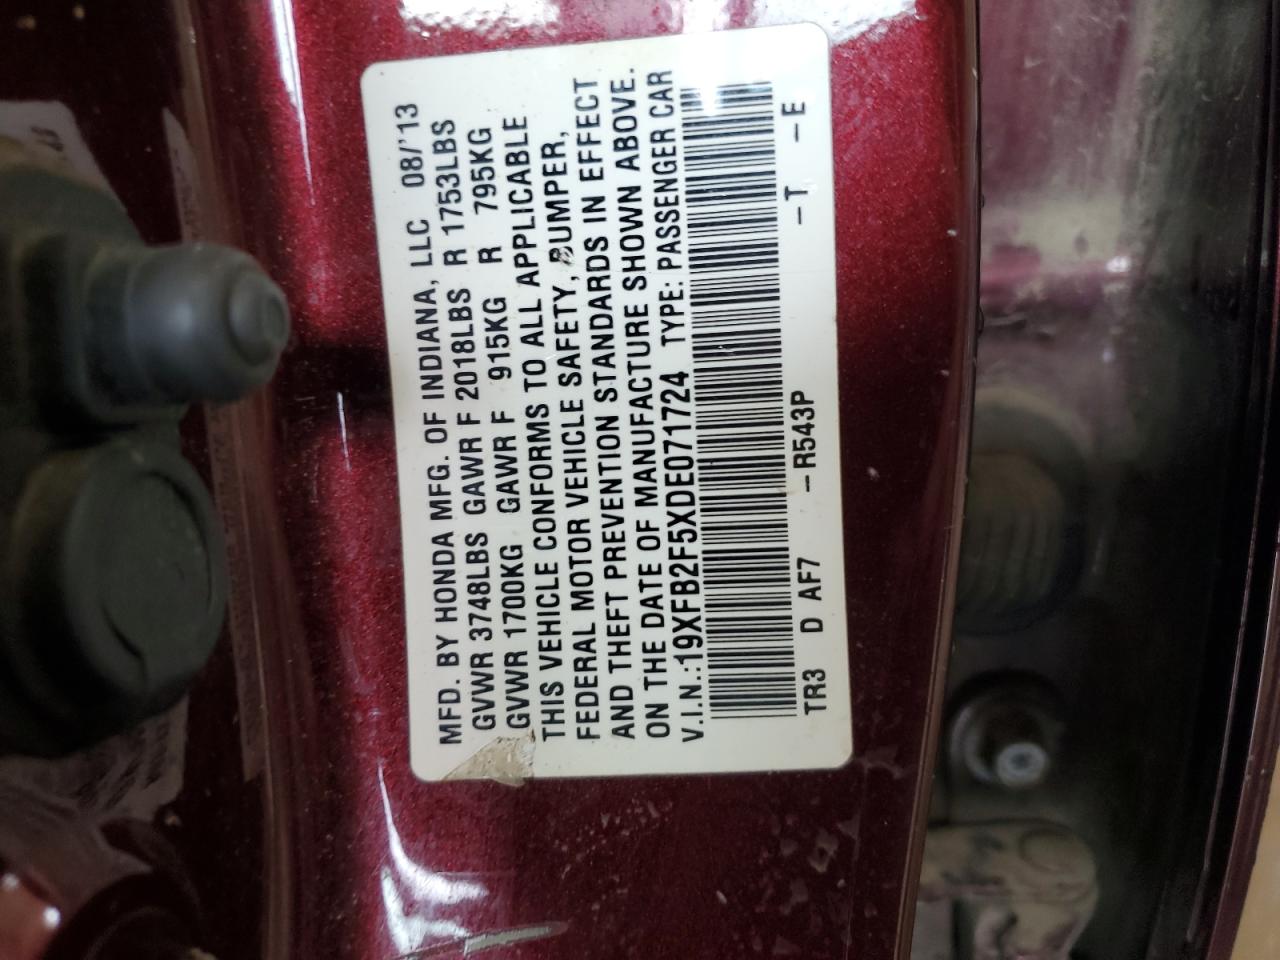 MFD. BY HONDA MFG. OF INDIANA, LLC 08/'13
GVWR 3748LBS GAWR F 2018LBS R 1753LBS
GVWR 1700KG GAWR F 915KG R 795KG
THIS VEHICLE CONFORMS TO ALL APPLICABLE
FEDERAL MOTOR VEHICLE SAFETY, BUMPER,
AND THEFT PREVENTION STANDARDS IN EFFECT
ON THE DATE OF MANUFACTURE SHOWN ABOVE.
V.I.N.:19XFB2F5XDE071724 TYPE: PASSENGER CAR
TR3 D AF7 --R543P -T -E